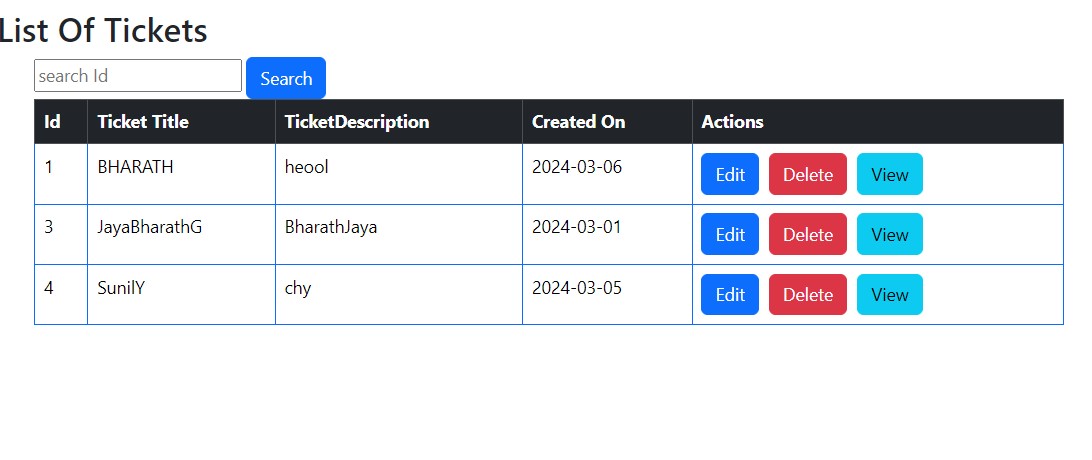 List Of Tickets
search Id Search
Id Ticket Title TicketDescription Created On Actions
1 BHARATH heool 2024-03-06 Edit Delete View
3 JayaBharathG BharathJaya 2024-03-01 Edit Delete View
4 SunilY chy 2024-03-05 Edit Delete View